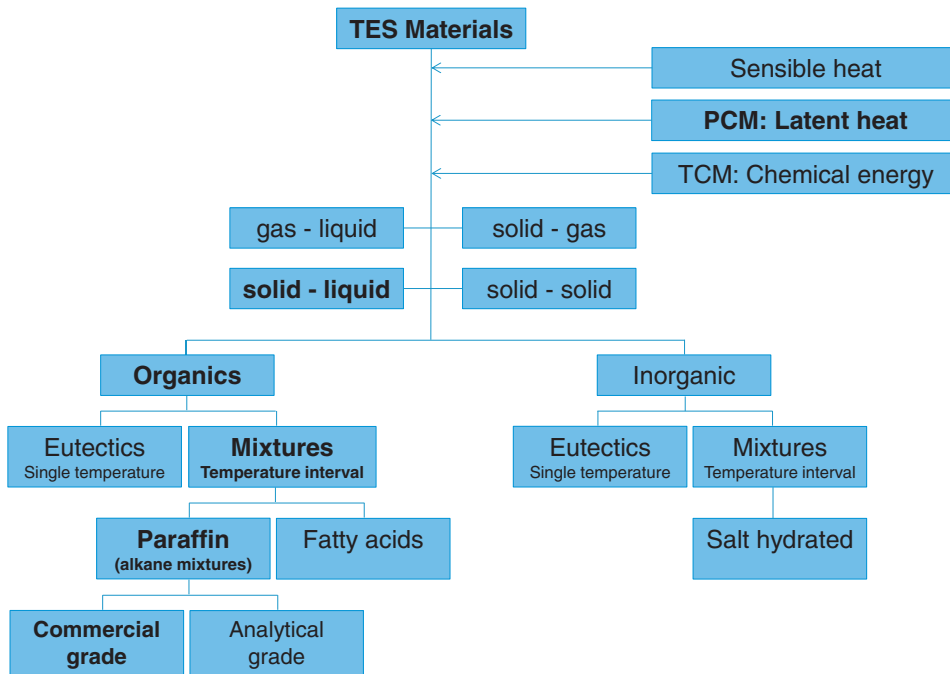 TES Materials
Sensible heat
PCM: Latent heat
TCM: Chemical energy
gas - liquid
solid - gas
solid - liquid
solid - solid
Organics
Inorganic
Eutectics
Single temperature
Mixtures
Temperature interval
Eutectics
Single temperature
Mixtures
Temperature interval
Paraffin
(alkane mixtures)
Fatty acids
Salt hydrated
Commercial
grade
Analytical
grade